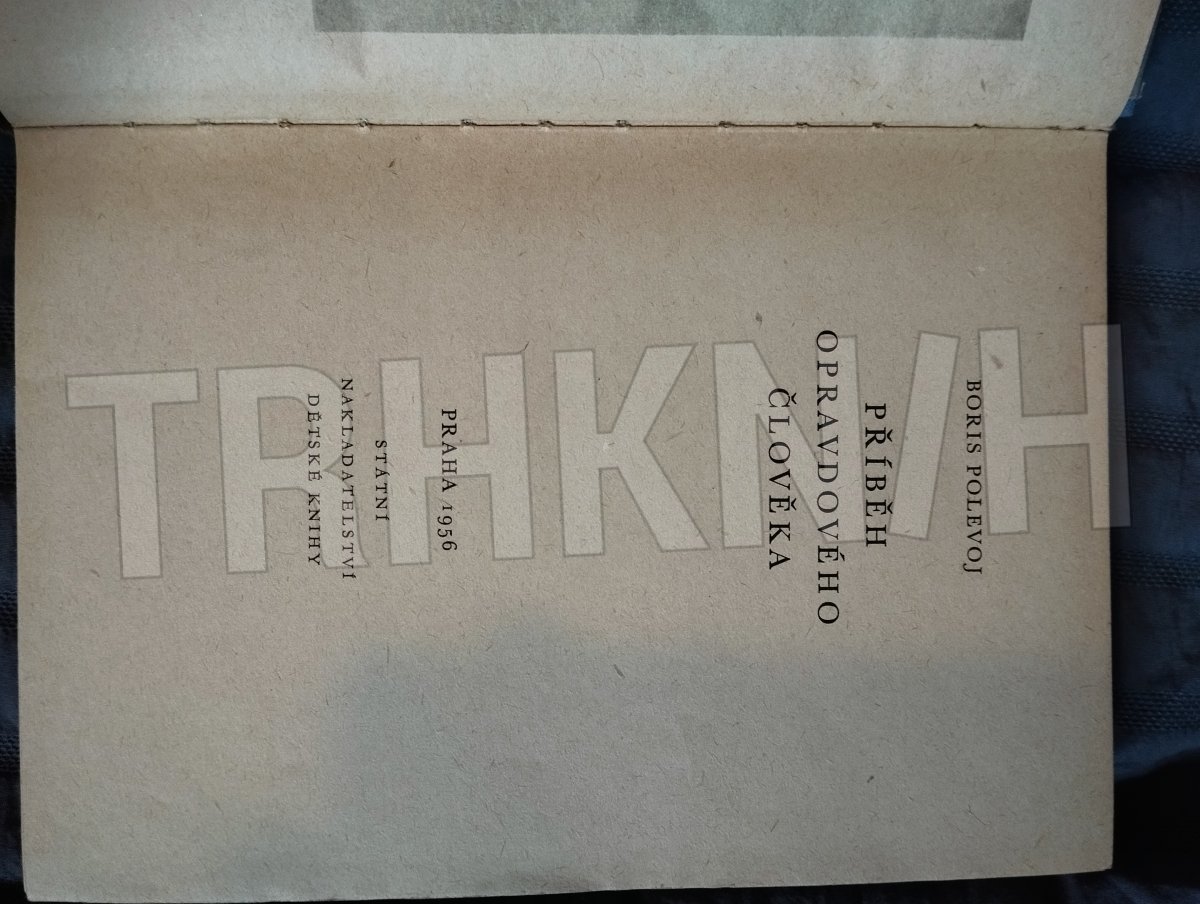 BORIS POLEVOJ
PŘÍBĚH
OPRAVDOVÉHO
ČLOVĚKA
PRAHA 1956
STÁTNÍ
NAKLADATELSTVÍ
DĚTSKÉ KNIHY
TRHKNIH